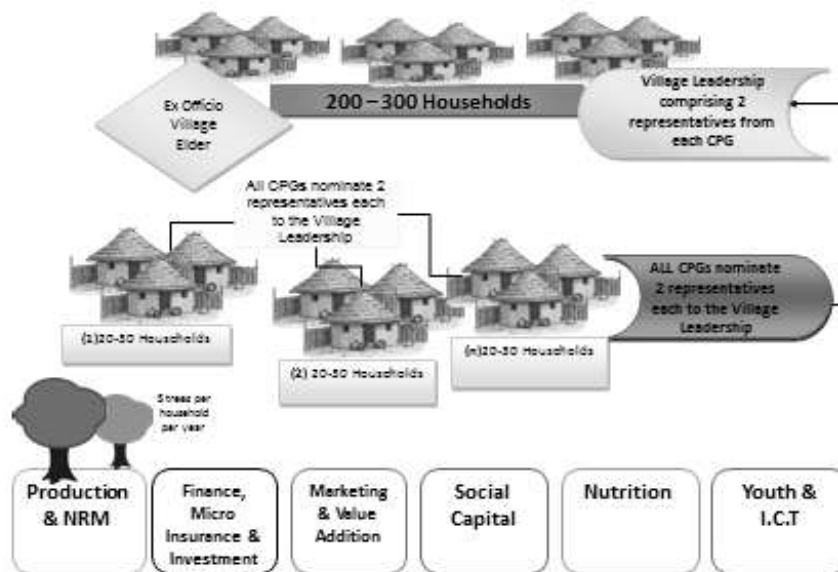 Ex Officio
Village
Elder
200 – 300 Households
Village Leadership
comprising 2
representatives from
each CPG
All CPGs nominate 2
representatives each
to the Village
Leadership
ALL CPGs nominate
2 representatives
each to the Village
Leadership
(1)20-30 Households
(2) 20-30 Households
(n)20-30 Households
5 trees per
household
per year
Production
& NRM
Finance,
Micro
Insurance &
Investment
Marketing
& Value
Addition
Social
Capital
Nutrition
Youth &
I.C.T